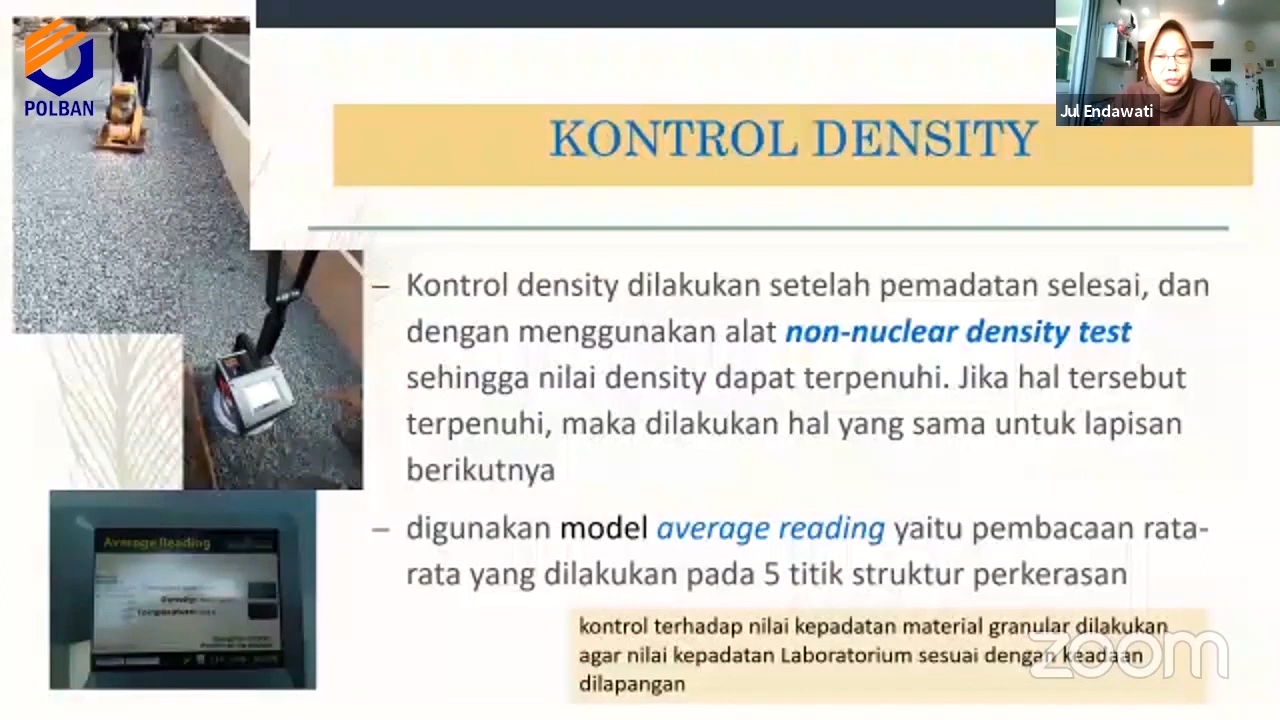 POLBAN
Jul Endawati
KONTROL DENSITY
– Kontrol density dilakukan setelah pemadatan selesai, dan
dengan menggunakan alat non-nuclear density test
sehingga nilai density dapat terpenuhi. Jika hal tersebut
terpenuhi, maka dilakukan hal yang sama untuk lapisan
berikutnya
– digunakan model average reading yaitu pembacaan rata-
rata yang dilakukan pada 5 titik struktur perkerasan
Average Reading
kontrol terhadap nilai kepadatan material granular dilakukan
agar nilai kepadatan Laboratorium sesuai dengan keadaan
dilapangan
zoom